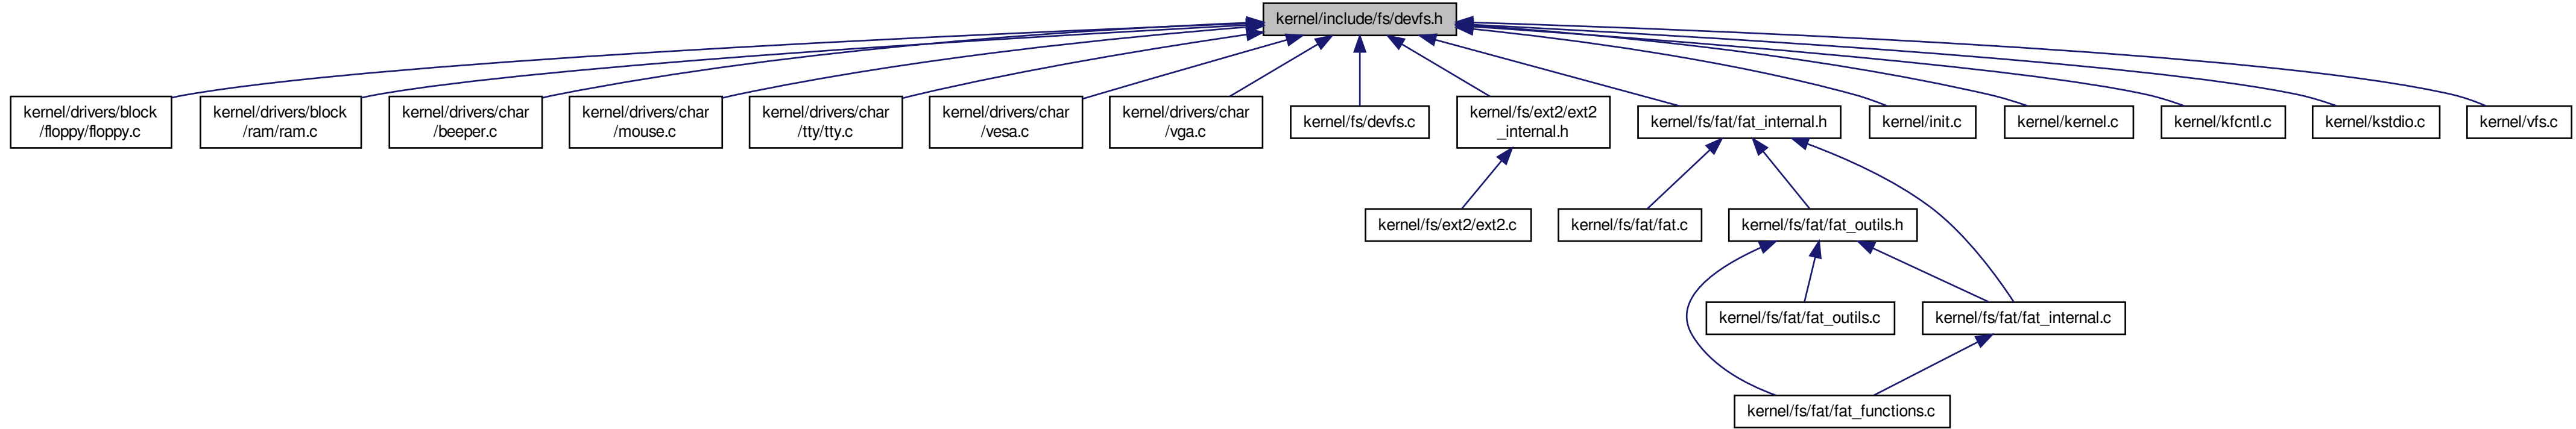 kernel/include/fs/devfs.h
kernel/drivers/block
/floppy/floppy.c
kernel/drivers/block
/ram/ram.c
kernel/drivers/char
/beeper.c
kernel/drivers/char
/mouse.c
kernel/drivers/char
/tty/tty.c
kernel/drivers/char
/vesa.c
kernel/drivers/char
/vga.c
kernel/fs/devfs.c
kernel/fs/ext2/ext2
_internal.h
kernel/fs/fat/fat_internal.h
kernel/init.c
kernel/kernel.c
kernel/kfcntl.c
kernel/kstdio.c
kernel/vfs.c
kernel/fs/ext2/ext2.c
kernel/fs/fat/fat.c
kernel/fs/fat/fat_outils.h
kernel/fs/fat/fat_outils.c
kernel/fs/fat/fat_internal.c
kernel/fs/fat/fat_functions.c